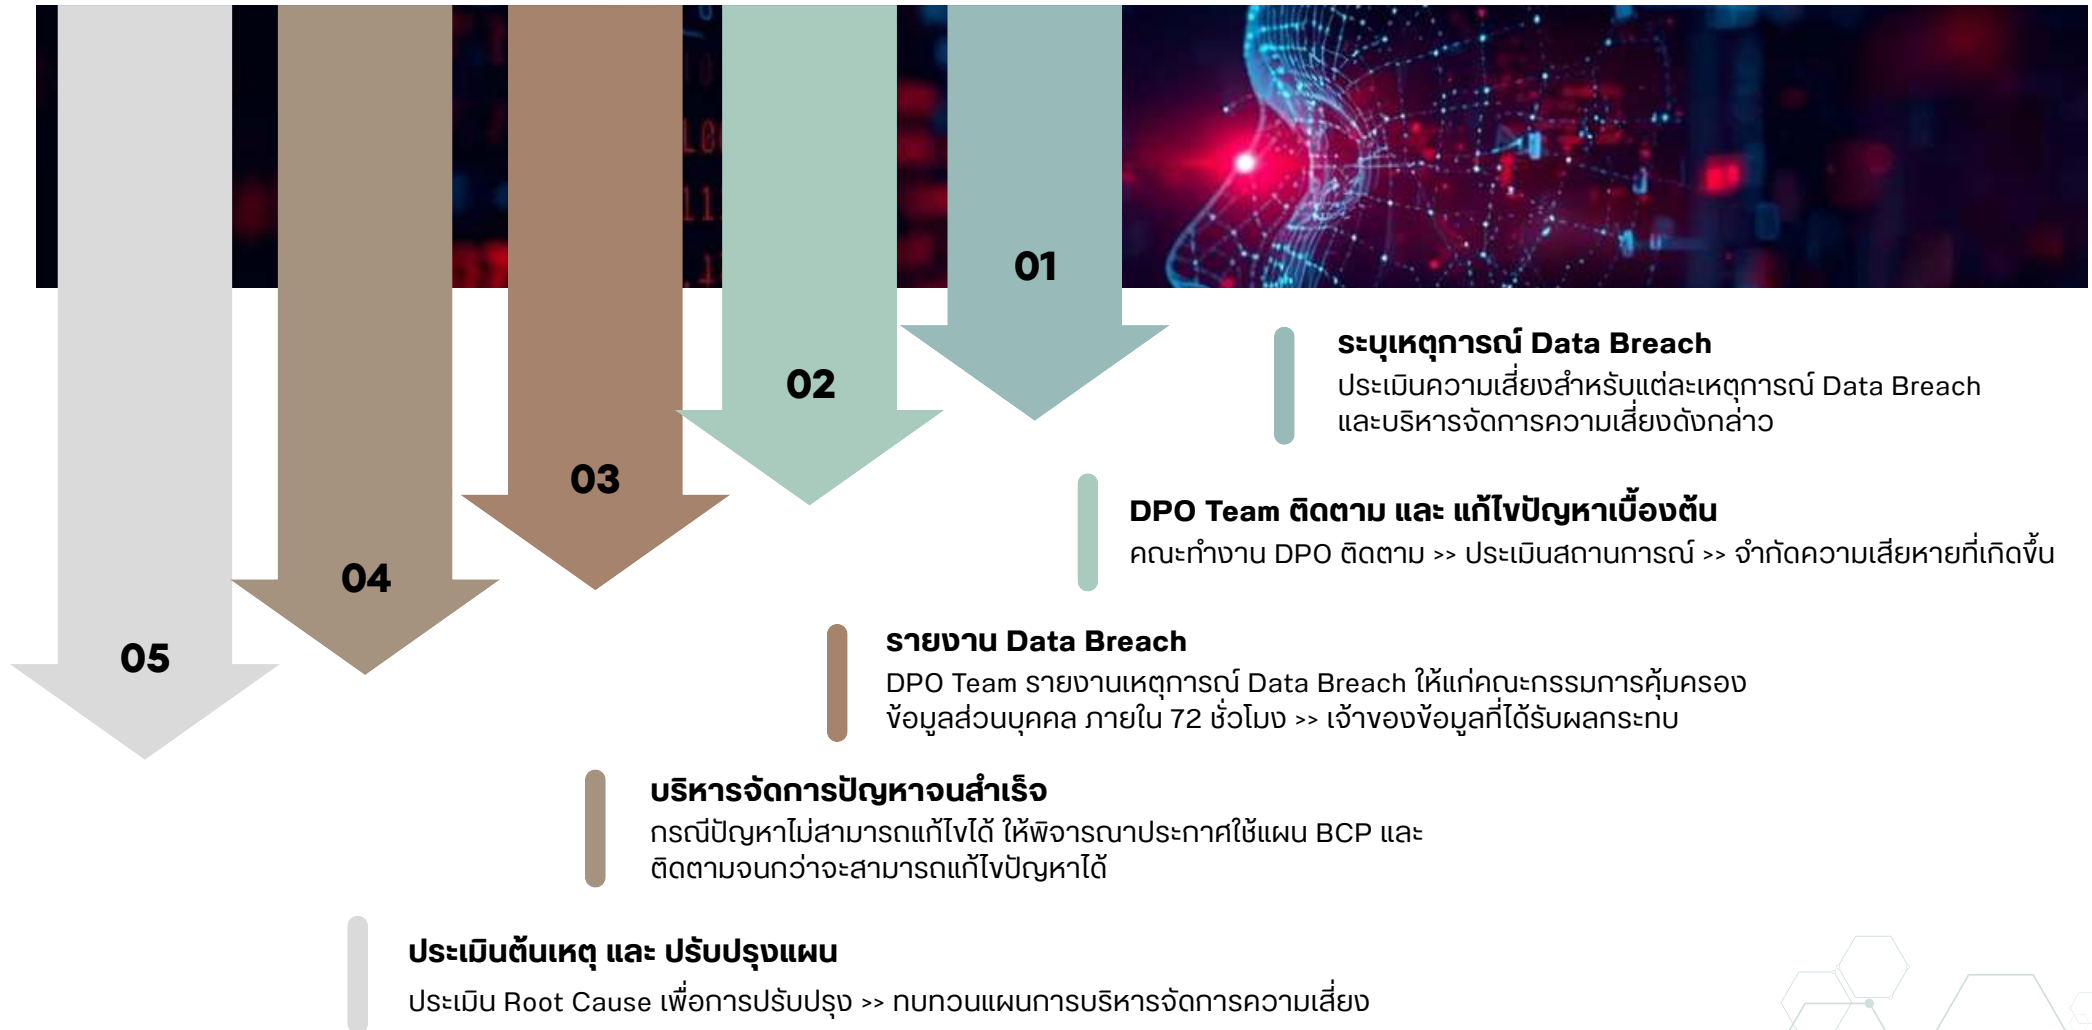 01
ระบุเหตุการณ์ Data Breach
ประเมินความเสี่ยงสำหรับแต่ละเหตุการณ์ Data Breach
และบริหารจัดการความเสี่ยงดังกล่าว
02
DPO Team ติดตาม และ แก้ไขปัญหาเบื้องต้น
คณะทำงาน DPO ติดตาม >> ประเมินสถานการณ์ >> จำกัดความเสียหายที่เกิดขึ้น
03
รายงาน Data Breach
DPO Team รายงานเหตุการณ์ Data Breach ให้แก่คณะกรรมการคุ้มครอง
ข้อมูลส่วนบุคคล ภายใน 72 ชั่วโมง >> เจ้าของข้อมูลที่ได้รับผลกระทบ
04
บริหารจัดการปัญหาจนสำเร็จ
กรณีปัญหาไม่สามารถแก้ไขได้ ให้พิจารณาประกาศใช้แผน BCP และ
ติดตามจนกว่าจะสามารถแก้ไขปัญหาได้
05
ประเมินต้นเหตุ และ ปรับปรุงแผน
ประเมิน Root Cause เพื่อการปรับปรุง >> ทบทวนแผนการบริหารจัดการความเสี่ยง